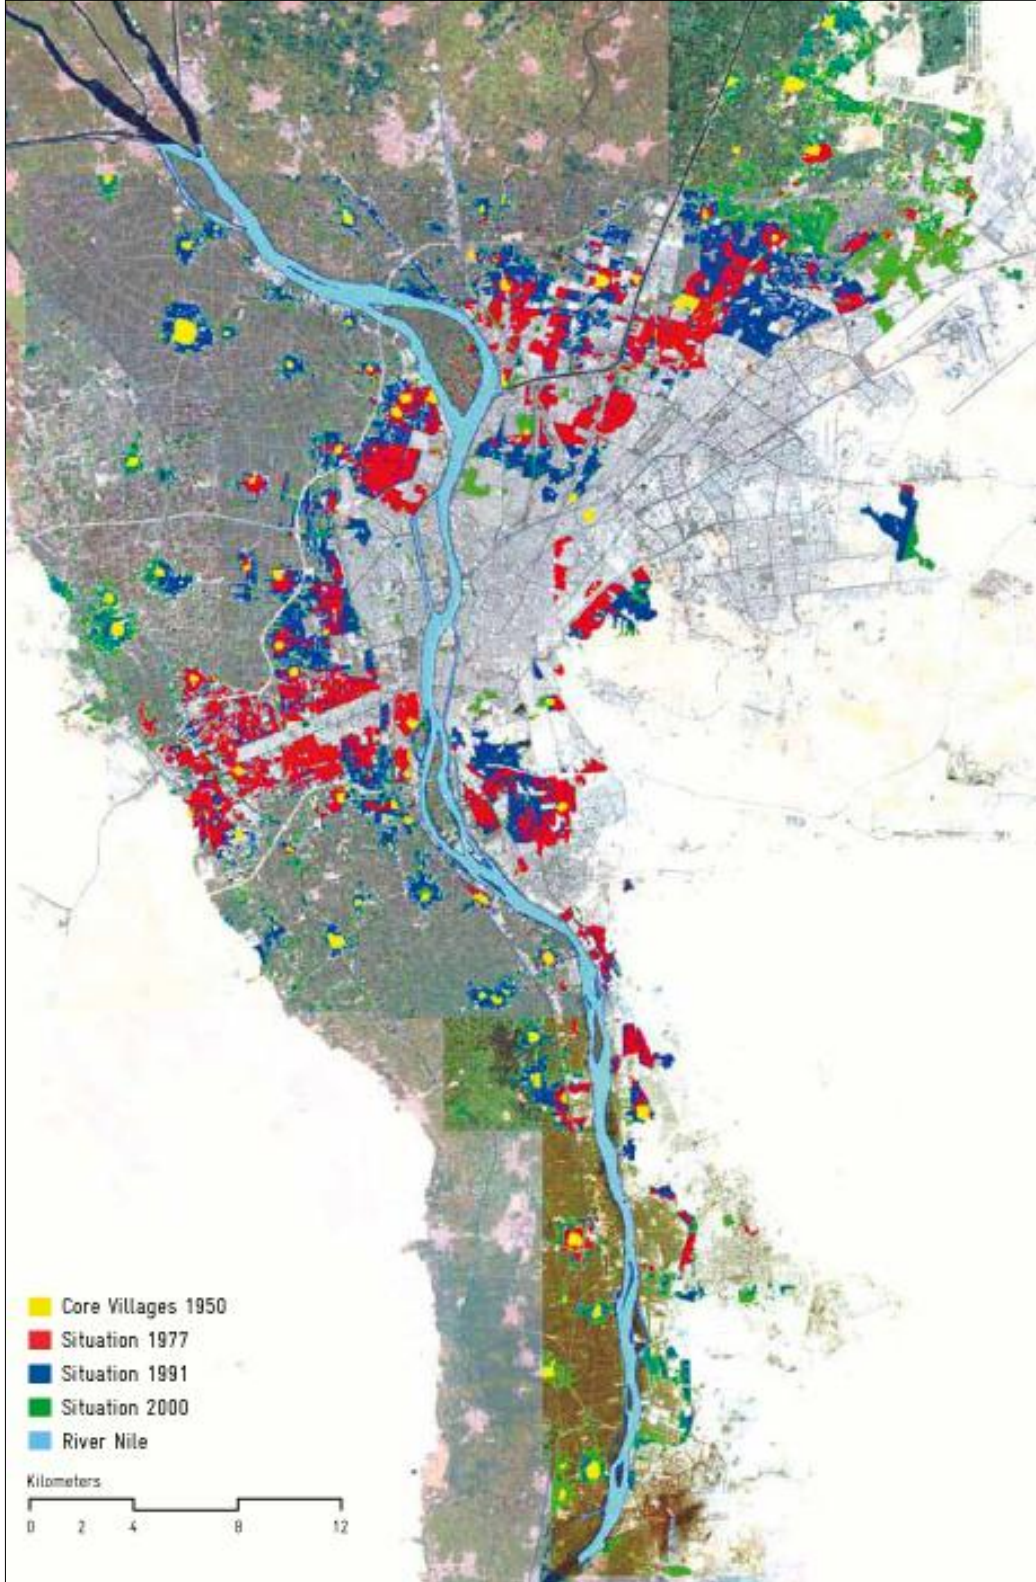 Core Villages 1950
Situation 1977
Situation 1991
Situation 2000
River Nile
Kilometers
0 2 4 8 12